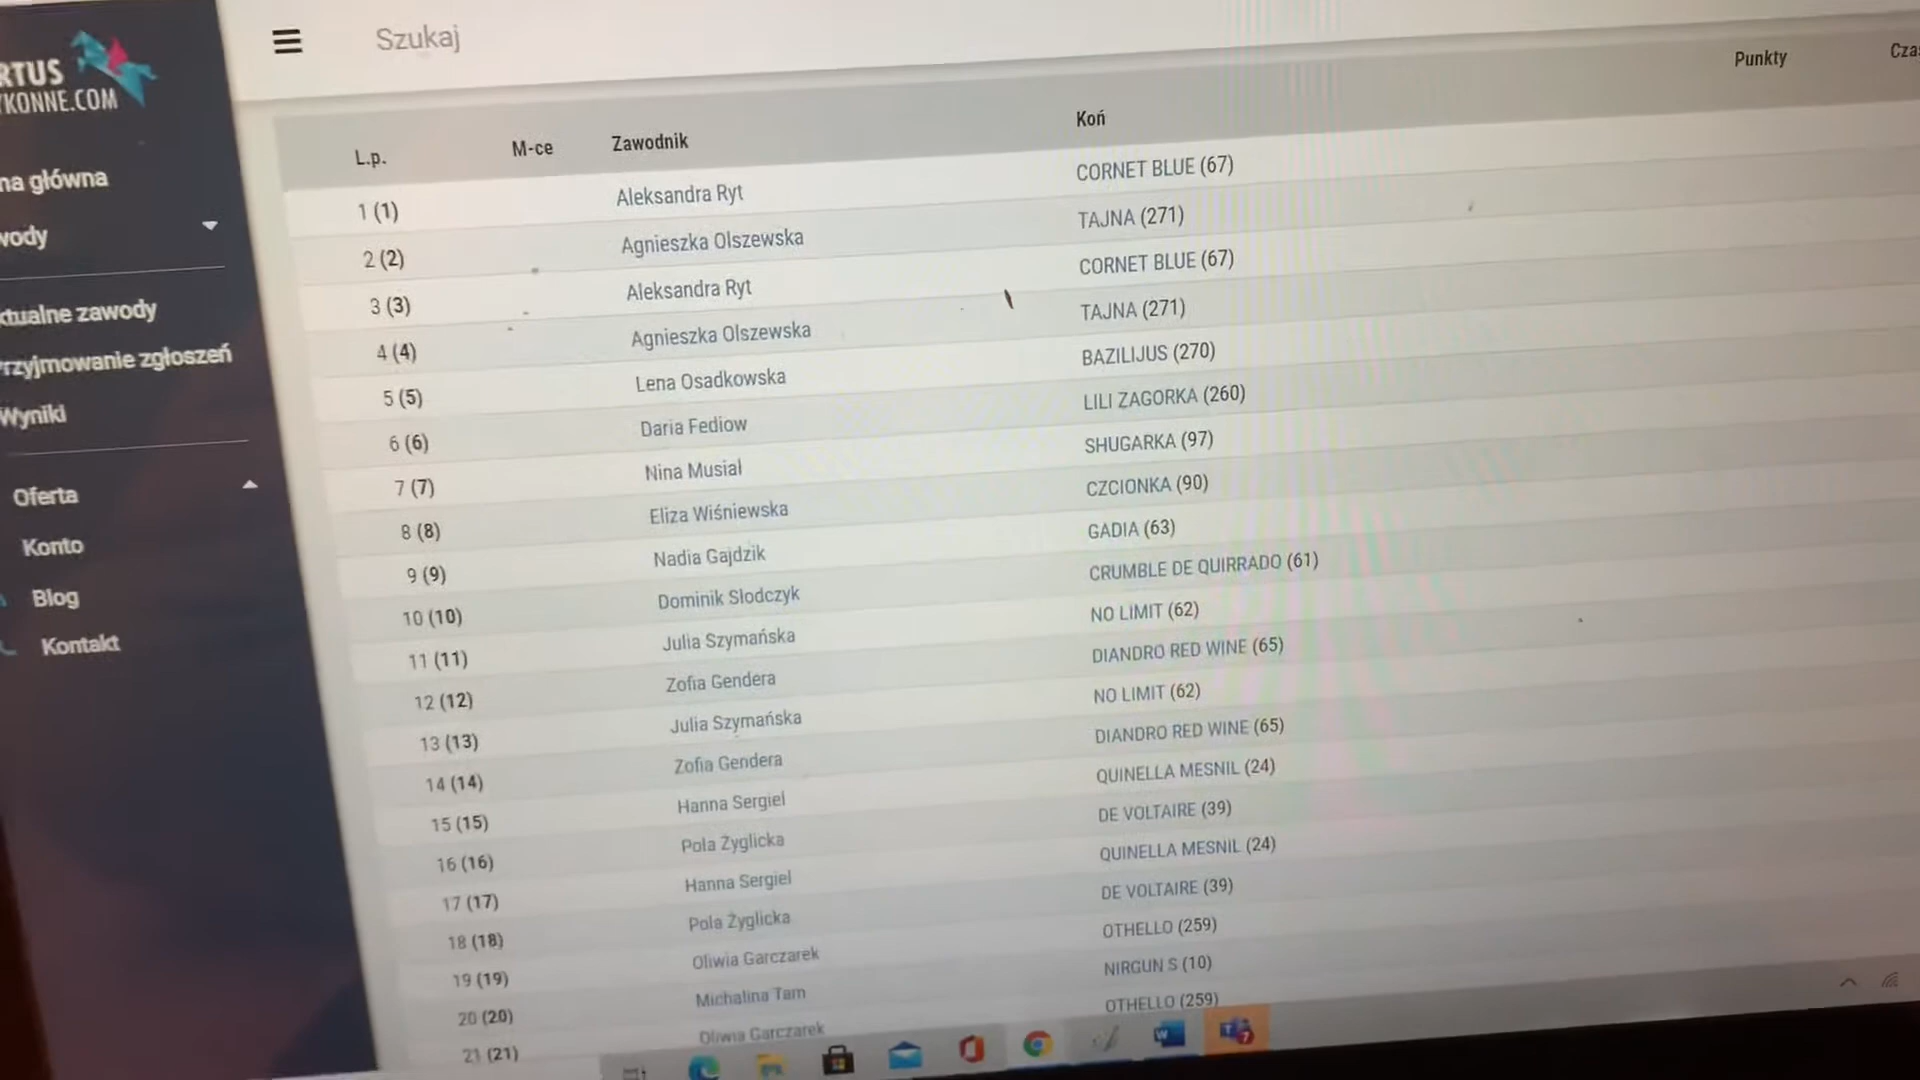 RTUS
YKONNE.COM
Szukaj
na główna
wody
ktualne zawody
rzyjmowanie zgłoszeń
Wyniki
Oferta
Konto
Blog
Kontakt
L.p. M-ce Zawodnik Koń Punkty Czas
1 (1) Aleksandra Ryt CORNET BLUE (67)
2 (2) Agnieszka Olszewska TAJNA (271)
3 (3) Aleksandra Ryt CORNET BLUE (67)
4 (4) Agnieszka Olszewska TAJNA (271)
5 (5) Lena Osadkowska BAZILIJUS (270)
6 (6) Daria Fediow LILI ZAGORKA (260)
7 (7) Nina Musiał SHUGARKA (97)
8 (8) Eliza Wiśniewska CZCIONKA (90)
9 (9) Nadia Gajdzik GADIA (63)
10 (10) Dominik Słodczyk CRUMBLE DE QUIRRADO (61)
11 (11) Julia Szymańska NO LIMIT (62)
12 (12) Zofia Gendera DIANDRO RED WINE (65)
13 (13) Julia Szymańska NO LIMIT (62)
14 (14) Zofia Gendera DIANDRO RED WINE (65)
15 (15) Hanna Sergiel QUINELLA MESNIL (24)
16 (16) Pola Żyglicka DE VOLTAIRE (39)
17 (17) Hanna Sergiel QUINELLA MESNIL (24)
18 (18) Pola Żyglicka DE VOLTAIRE (39)
19 (19) Oliwia Garczarek OTHELLO (259)
20 (20) Michalina Tam NIRGUN S (10)
21 (21) Oliwia Garczarek OTHELLO (259)